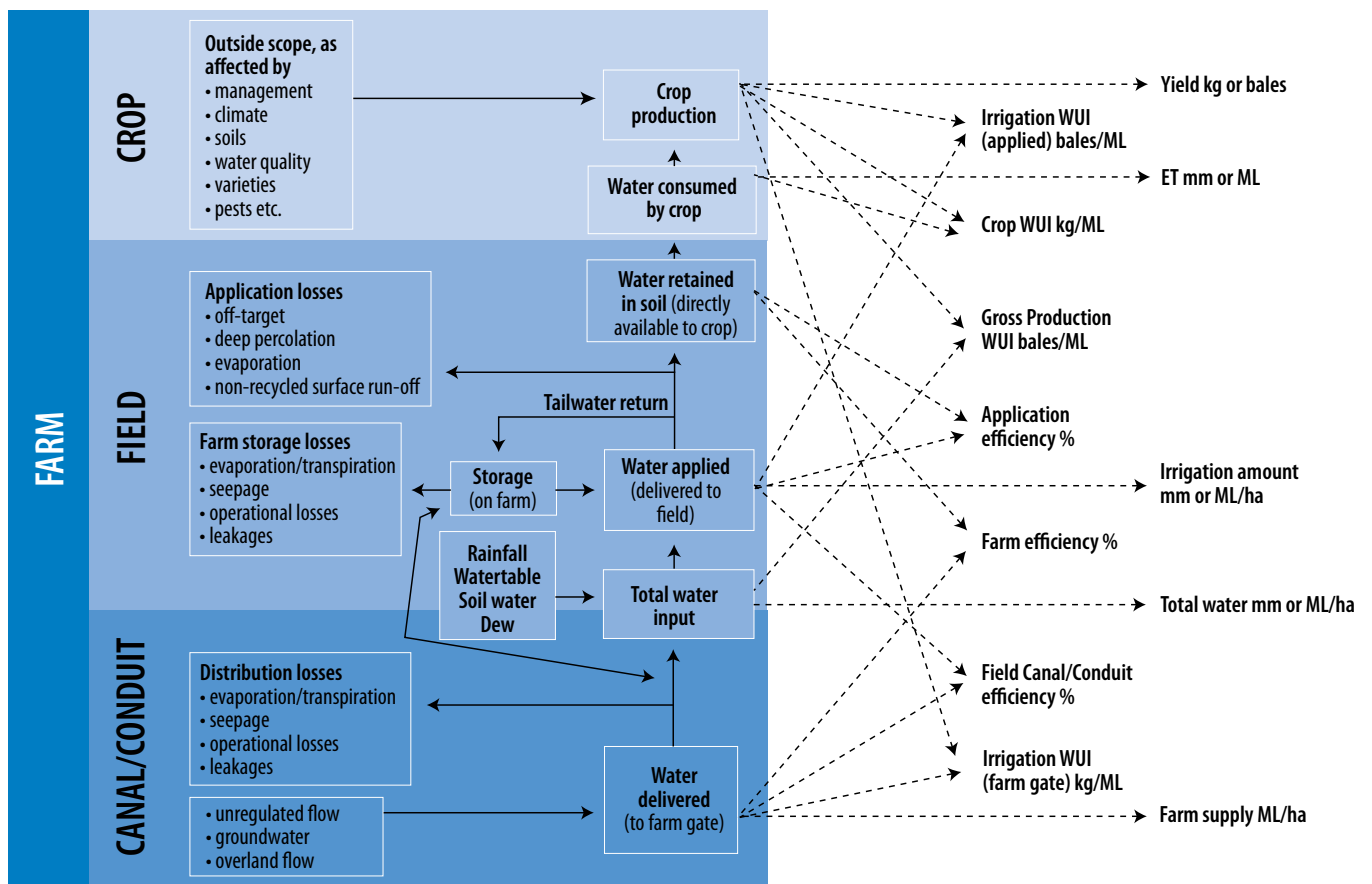 FARM
CROP
Outside scope, as
affected by
• management
• climate
• soils
• water quality
• varieties
• pests etc.
Crop
production
Water consumed
by crop
FIELD
Application losses
• off-target
• deep percolation
• evaporation
• non-recycled surface run-off
Water retained
in soil (directly
available to crop)
Tailwater return
Farm storage losses
• evaporation/transpiration
• seepage
• operational losses
• leakages
Storage
(on farm)
Water applied
(delivered to
field)
Rainfall
Watertable
Soil water
Dew
Total water
input
CANAL/CONDUIT
Distribution losses
• evaporation/transpiration
• seepage
• operational losses
• leakages
• unregulated flow
• groundwater
• overland flow
Water
delivered
(to farm gate)
Yield kg or bales
Irrigation WUI
(applied) bales/ML
ET mm or ML
Crop WUI kg/ML
Gross Production
WUI bales/ML
Application
efficiency %
Irrigation amount
mm or ML/ha
Farm efficiency %
Total water mm or ML/ha
Field Canal/Conduit
efficiency %
Irrigation WUI
(farm gate) kg/ML
Farm supply ML/ha